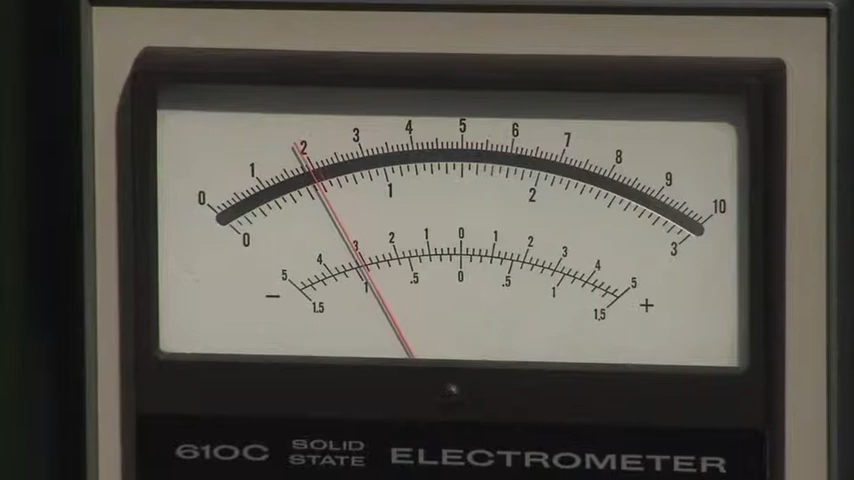 0 1 2 3 4 5 6 7 8 9 10
0 1 2 3
5 4 3 2 1 0 1 2 3 4 5
− 1.5 1 .5 0 .5 1 1.5 +
610C SOLID STATE ELECTROMETER